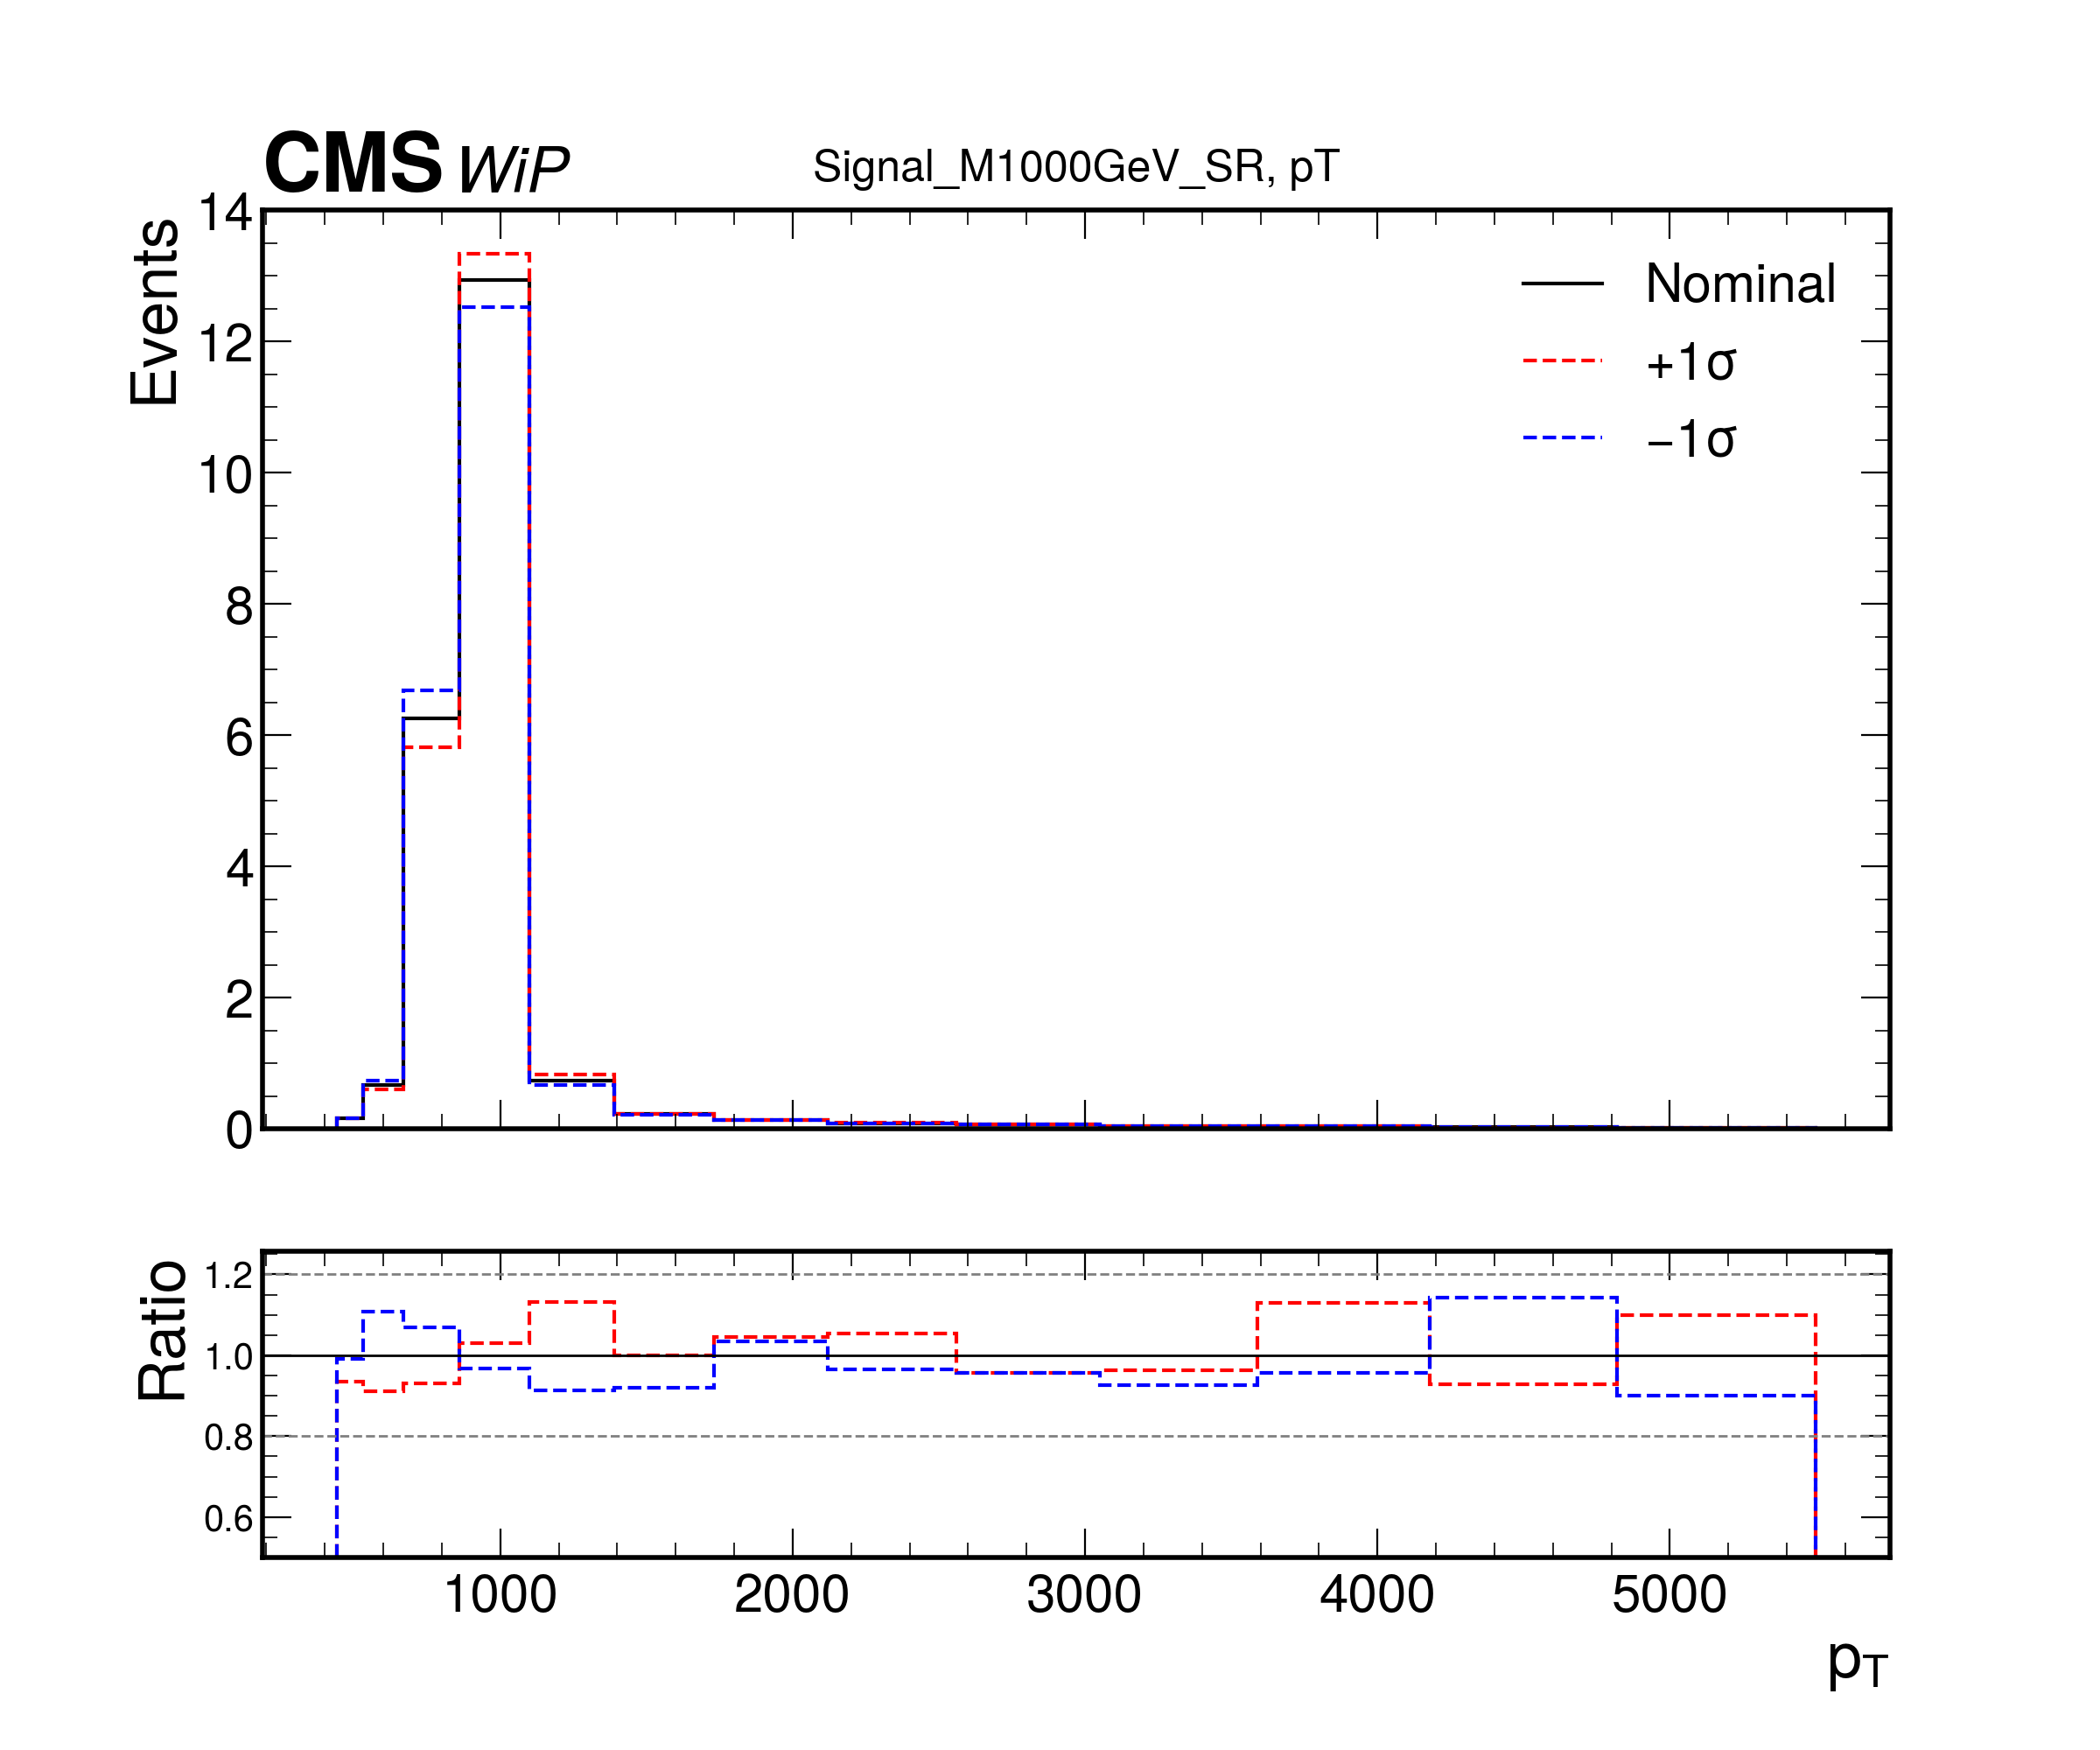 CMS WiP Signal_M1000GeV_SR, pT
Events
14
12
10
8
6
4
2
0
Nominal
+1σ
−1σ
Ratio
1.2
1.0
0.8
0.6
1000 2000 3000 4000 5000
pT